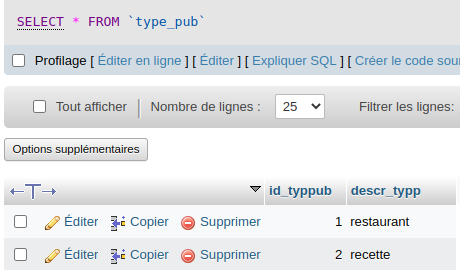 SELECT * FROM `type_pub`
Profilage [ Éditer en ligne ] [ Éditer ] [ Expliquer SQL ] [ Créer le code sour
Tout afficher Nombre de lignes : 25 Filtrer les lignes:
Options supplémentaires
←T→ id_typpub descr_typp
Éditer Copier Supprimer 1 restaurant
Éditer Copier Supprimer 2 recette